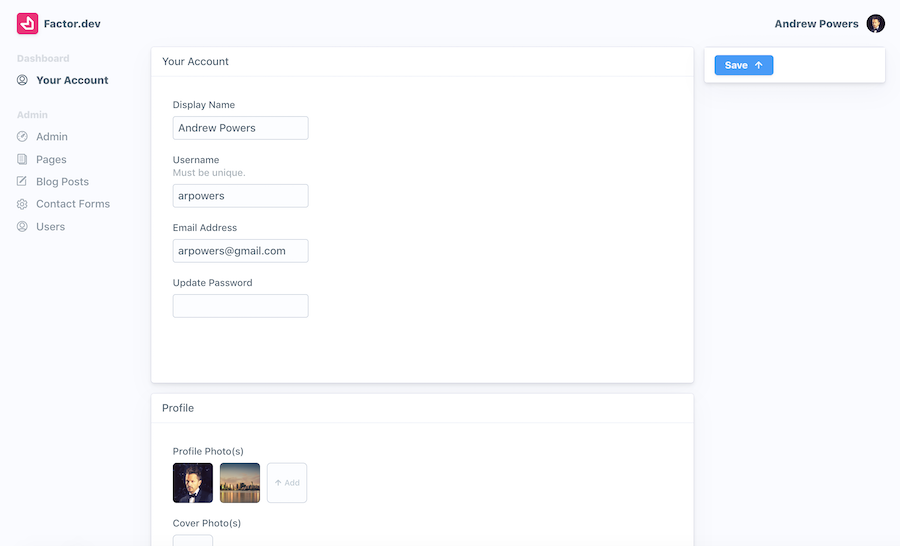 Factor.dev
Andrew Powers
Dashboard
Your Account
Admin
Admin
Pages
Blog Posts
Contact Forms
Users
Your Account
Display Name
Andrew Powers
Username
Must be unique.
arpowers
Email Address
arpowers@gmail.com
Update Password
Save
Profile
Profile Photo(s)
Add
Cover Photo(s)